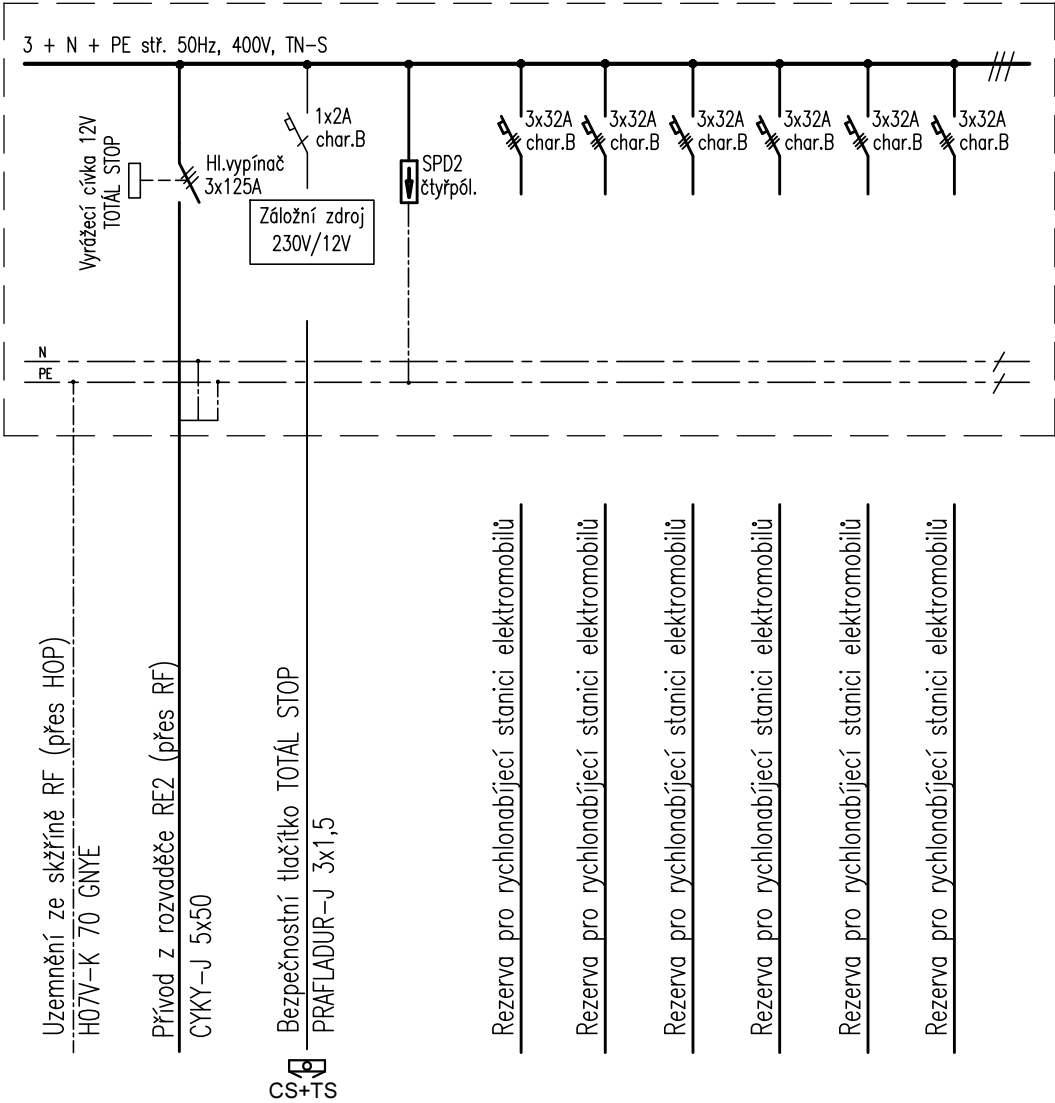 3 + N + PE stř. 50Hz, 400V, TN-S
Vyrážecí cívka 12V
TOTÁL STOP
Hl.vypínač
3x125A
1x2A
char.B
Záložní zdroj
230V/12V
SPD2
čtyřpól.
3x32A
char.B
3x32A
char.B
3x32A
char.B
3x32A
char.B
3x32A
char.B
3x32A
char.B
N
PE
Uzemnění ze skžříně RF (přes HOP)
H07V-K 70 GNYE
Přívod z rozvaděče RE2 (přes RF)
CYKY-J 5x50
Bezpečnostní tlačítko TOTÁL STOP
PRAFLADUR-J 3x1,5
CS+TS
Rezerva pro rychlonabíjecí stanici elektromobilů
Rezerva pro rychlonabíjecí stanici elektromobilů
Rezerva pro rychlonabíjecí stanici elektromobilů
Rezerva pro rychlonabíjecí stanici elektromobilů
Rezerva pro rychlonabíjecí stanici elektromobilů
Rezerva pro rychlonabíjecí stanici elektromobilů